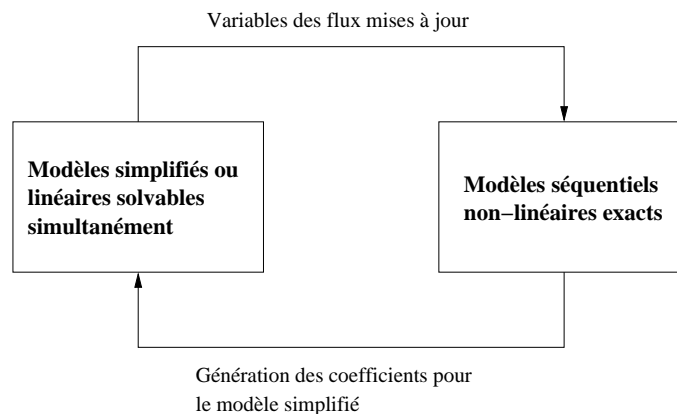 Variables des flux mises à jour
Modèles simplifiés ou
linéaires solvables
simultanément
Modèles séquentiels
non−linéaires exacts
Génération des coefficients pour
le modèle simplifié